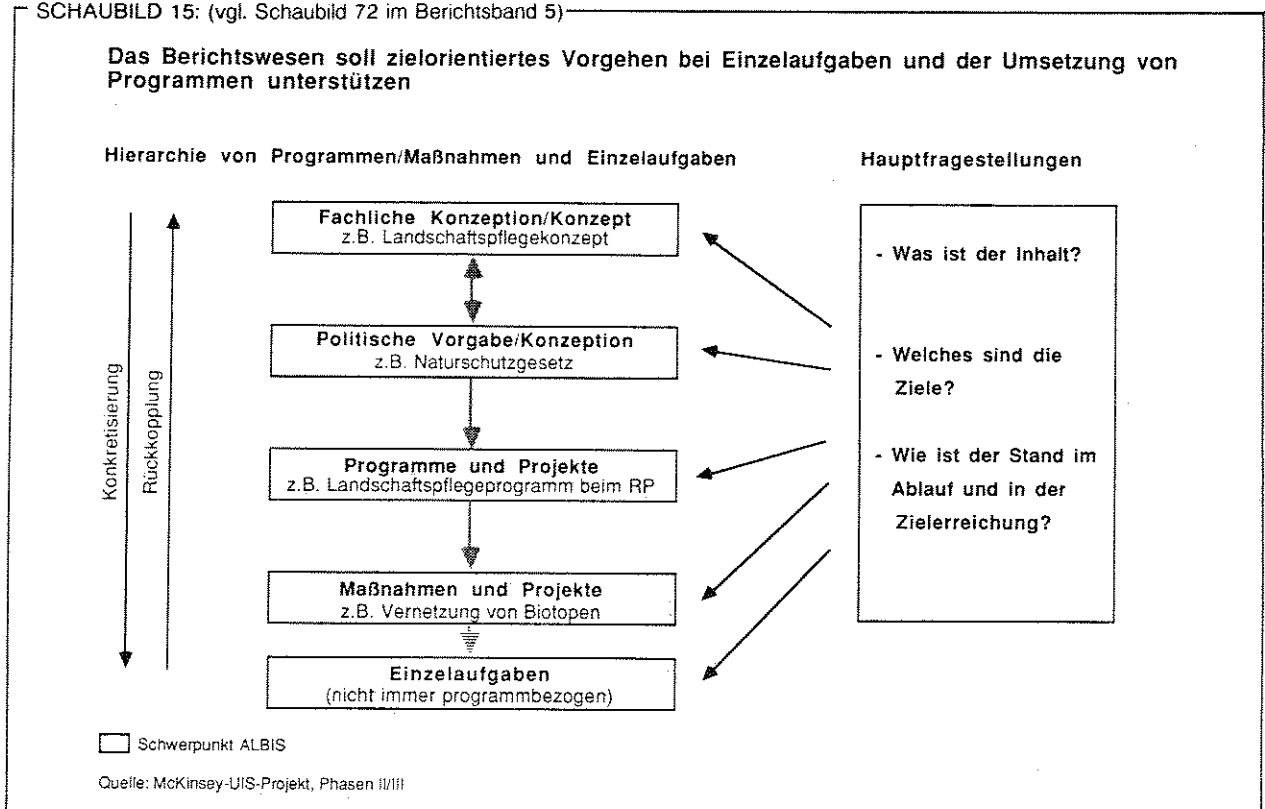 SCHAUBILD 15: (vgl. Schaubild 72 im Berichtsband 5)
Das Berichtswesen soll zielorientiertes Vorgehen bei Einzelaufgaben und der Umsetzung von
Programmen unterstützen
Hierarchie von Programmen/Maßnahmen und Einzelaufgaben
Konkretisierung
Rückkopplung
Fachliche Konzeption/Konzept
z.B. Landschaftspflegekonzept
Politische Vorgabe/Konzeption
z.B. Naturschutzgesetz
Programme und Projekte
z.B. Landschaftspflegeprogramm beim RP
Maßnahmen und Projekte
z.B. Vernetzung von Biotopen
Einzelaufgaben
(nicht immer programmbezogen)
Hauptfragestellungen
- Was ist der Inhalt?
- Welches sind die
Ziele?
- Wie ist der Stand im
Ablauf und in der
Zielerreichung?
Schwerpunkt ALBIS
Quelle: McKinsey-UIS-Projekt, Phasen II/III